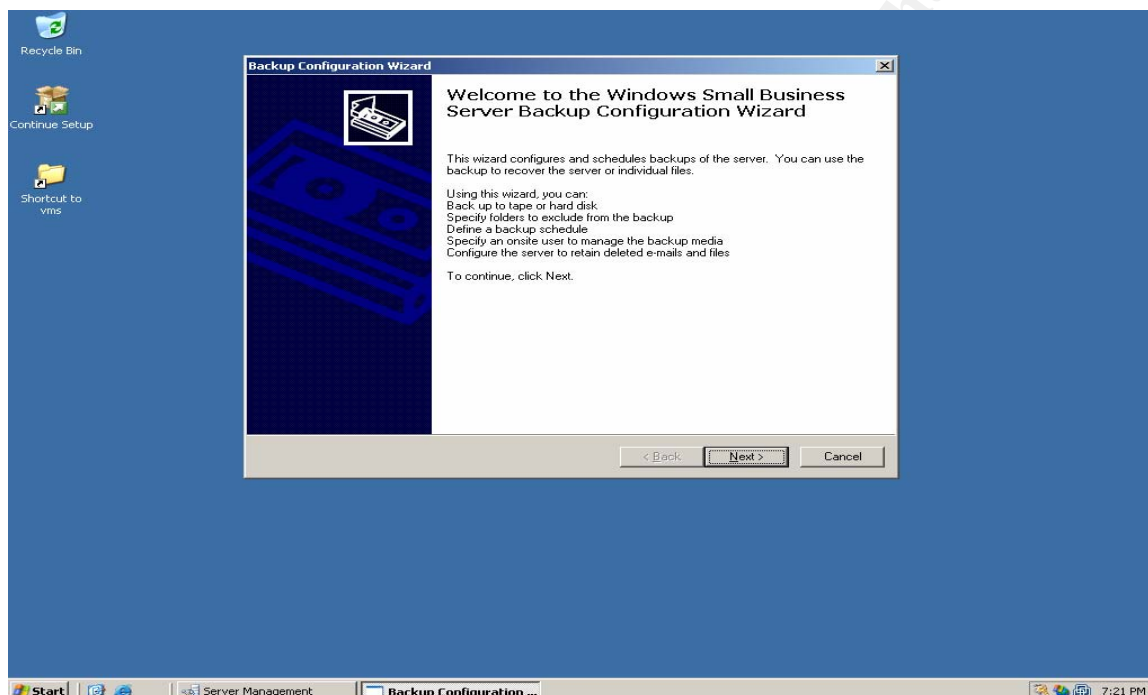 Recycle Bin
Continue Setup
Shortcut to
vms
Backup Configuration Wizard
Welcome to the Windows Small Business
Server Backup Configuration Wizard
This wizard configures and schedules backups of the server. You can use the
backup to recover the server or individual files.
Using this wizard, you can:
Back up to tape or hard disk
Specify folders to exclude from the backup
Define a backup schedule
Specify an onsite user to manage the backup media
Configure the server to retain deleted e-mails and files
To continue, click Next.
< Back
Next >
Cancel
Start
Server Management
Backup Configuration ...
7:21 PM